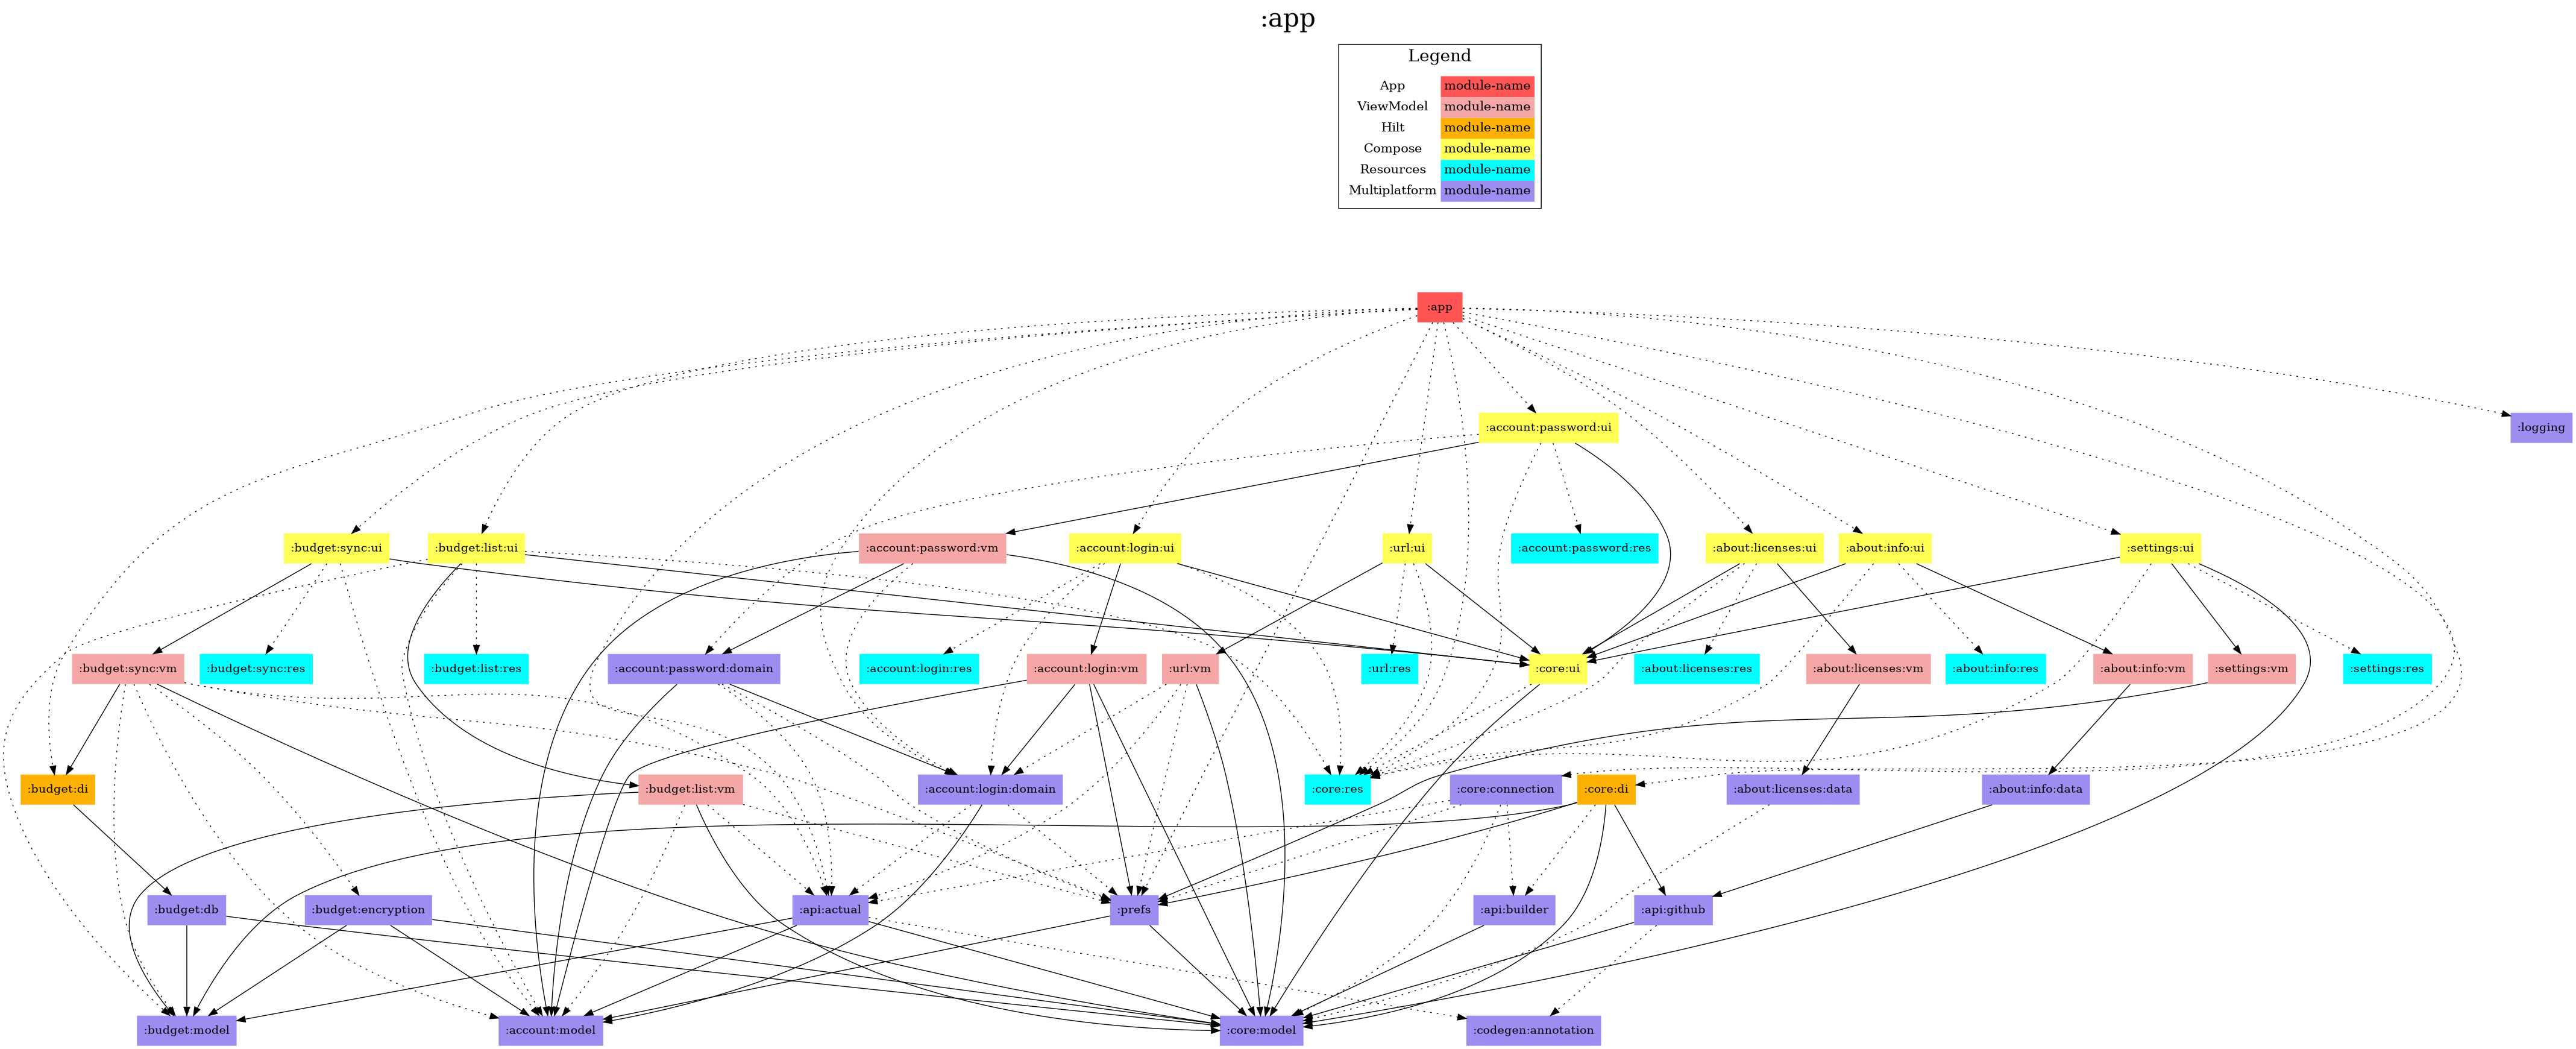 :app
Legend
App module-name
ViewModel module-name
Hilt module-name
Compose module-name
Resources module-name
Multiplatform module-name
:app
:account:password:ui :logging
:budget:sync:ui :budget:list:ui :account:password:vm :account:login:ui :url:ui :account:password:res :about:licenses:ui :about:info:ui :settings:ui
:budget:sync:vm :budget:sync:res :budget:list:res :account:password:domain :account:login:res :account:login:vm :url:vm :url:res :core:ui :about:licenses:res :about:licenses:vm :about:info:res :about:info:vm :settings:vm :settings:res
:budget:di :budget:list:vm :account:login:domain :core:res :core:connection :core:di :about:licenses:data :about:info:data
:budget:db :budget:encryption :api:actual :prefs :api:builder :api:github
:budget:model :account:model :core:model :codegen:annotation